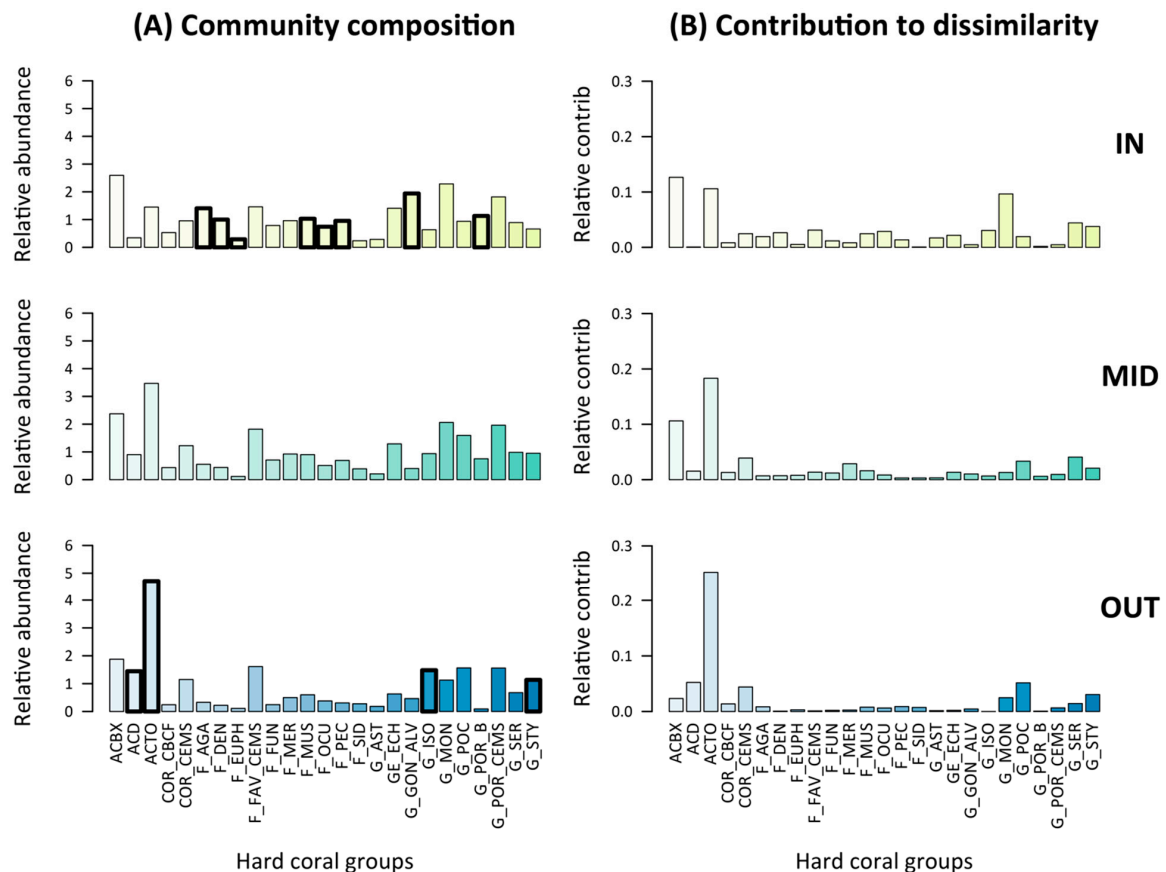 (A) Community composition
(B) Contribution to dissimilarity
Relative abundance
6
5
4
3
2
1
0
Relative contrib
0.3
0.2
0.1
0.0
IN
Relative abundance
6
5
4
3
2
1
0
Relative contrib
0.3
0.2
0.1
0.0
MID
Relative abundance
6
5
4
3
2
1
0
Relative contrib
0.3
0.2
0.1
0.0
OUT
ACBX
ACD
ACTO
COR_CBCF
COR_CEMS
F_AGA
F_DEN
F_EUPH
F_FAV_CEMS
F_FUN
F_MER
F_MUS
F_OCU
F_PEC
F_SID
G_AST
GE_ECH
G_GON_ALV
G_ISO
G_MON
G_POC
G_POR_B
G_POR_CEMS
G_SER
G_STY
ACBX
ACD
ACTO
COR_CBCF
COR_CEMS
F_AGA
F_DEN
F_EUPH
F_FAV_CEMS
F_FUN
F_MER
F_MUS
F_OCU
F_PEC
F_SID
G_AST
GE_ECH
G_GON_ALV
G_ISO
G_MON
G_POC
G_POR_B
G_POR_CEMS
G_SER
G_STY
Hard coral groups
Hard coral groups